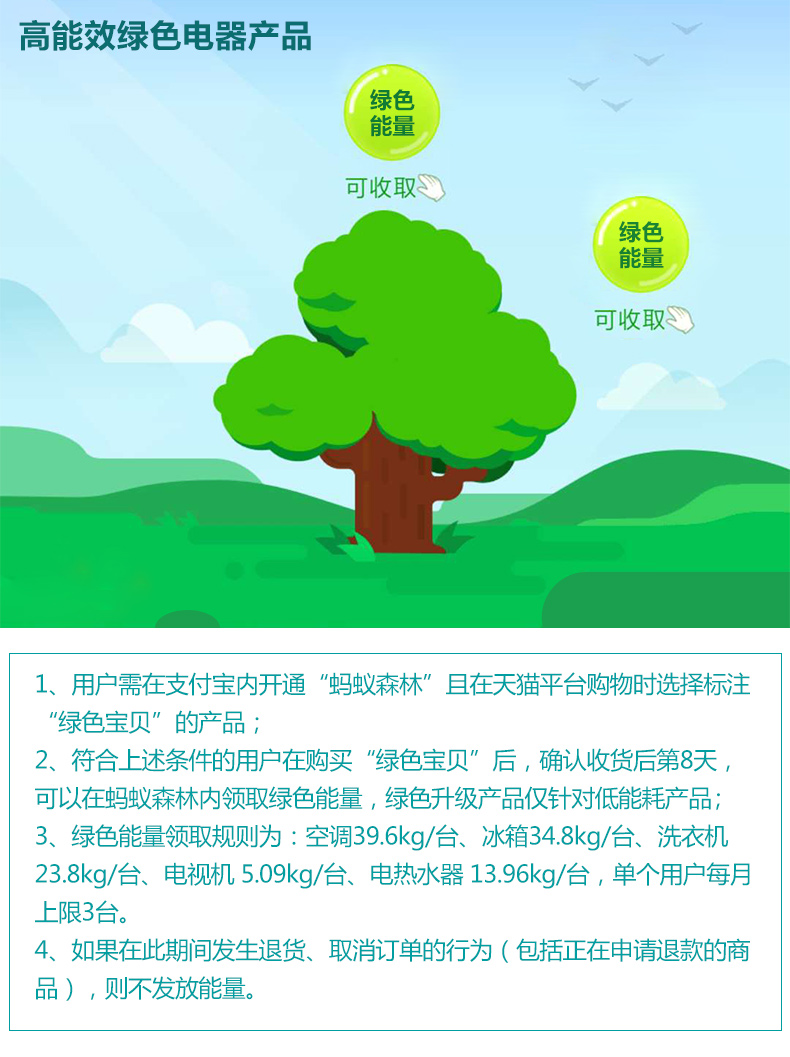 高能效绿色电器产品
绿色
能量
可收取
绿色
能量
可收取
1、用户需在支付宝内开通“蚂蚁森林”且在天猫平台购物时选择标注
“绿色宝贝”的产品；
2、符合上述条件的用户在购买“绿色宝贝”后，确认收货后第8天，
可以在蚂蚁森林内领取绿色能量，绿色升级产品仅针对低能耗产品；
3、绿色能量领取规则为：空调39.6kg/台、冰箱34.8kg/台、洗衣机
23.8kg/台、电视机 5.09kg/台、电热水器 13.96kg/台，单个用户每月
上限3台。
4、如果在此期间发生退货、取消订单的行为（包括正在申请退款的商
品），则不发放能量。